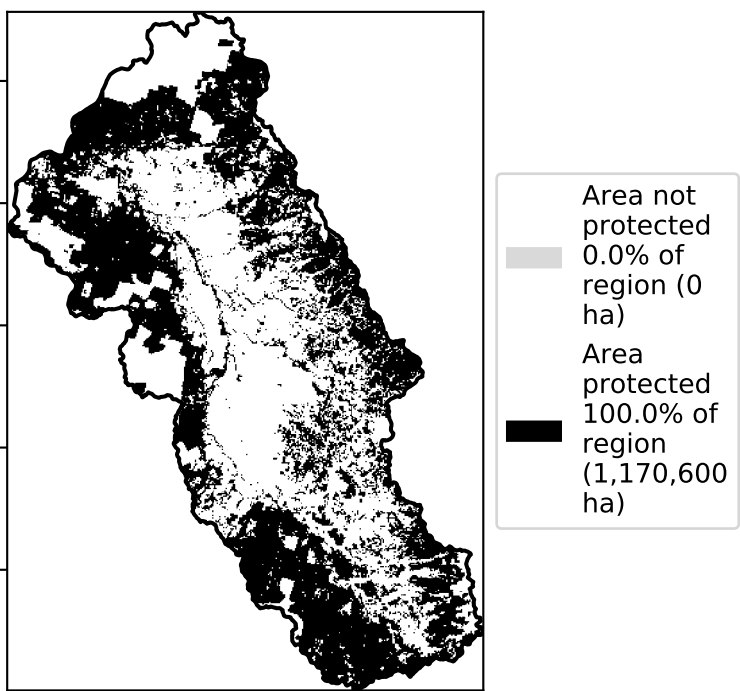 Area not
protected
0.0% of
region (0
ha)
Area
protected
100.0% of
region
(1,170,600
ha)